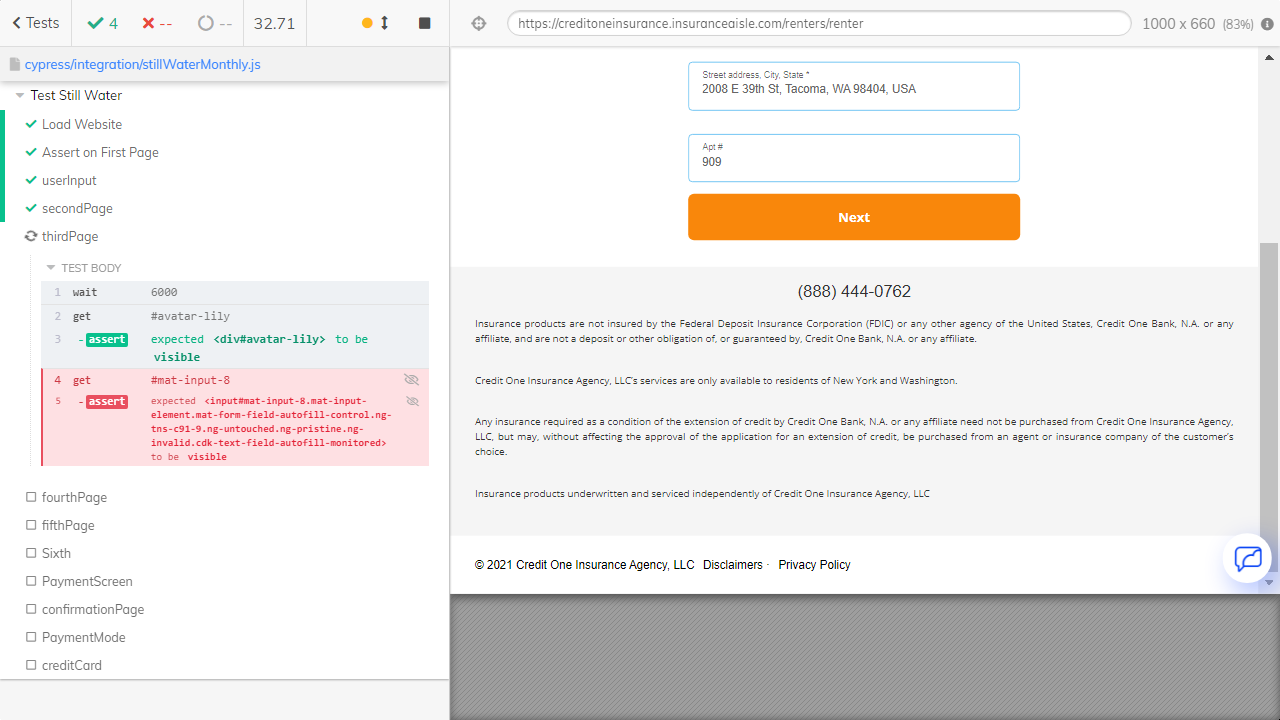 Tests
4
--
--
32.71
https://creditoneinsurance.insuranceaisle.com/renters/renter
1000 x 660 (83%)
cypress/integration/stillWaterMonthly.js
Test Still Water
Load Website
Assert on First Page
userInput
secondPage
thirdPage
TEST BODY
1 wait 6000
2 get #avatar-lily
3 -assert expected <div#avatar-lily> to be
visible
4 get #mat-input-8
5 -assert expected <input#mat-input-8.mat-input-
element.mat-form-field-autofill-control.ng-
tns-c91-9.ng-untouched.ng-pristine.ng-
invalid.cdk-text-field-autofill-monitored>
to be visible
fourthPage
fifthPage
Sixth
PaymentScreen
confirmationPage
PaymentMode
creditCard
Street address, City, State *
2008 E 39th St, Tacoma, WA 98404, USA
Apt #
909
Next
(888) 444-0762
Insurance products are not insured by the Federal Deposit Insurance Corporation (FDIC) or any other agency of the United States, Credit One Bank, N.A. or any
affiliate, and are not a deposit or other obligation of, or guaranteed by, Credit One Bank, N.A. or any affiliate.
Credit One Insurance Agency, LLC's services are only available to residents of New York and Washington.
Any insurance required as a condition of the extension of credit by Credit One Bank, N.A. or any affiliate need not be purchased from Credit One Insurance Agency,
LLC, but may, without affecting the approval of the application for an extension of credit, be purchased from an agent or insurance company of the customer's
choice.
Insurance products underwritten and serviced independently of Credit One Insurance Agency, LLC
© 2021 Credit One Insurance Agency, LLC Disclaimers · Privacy Policy